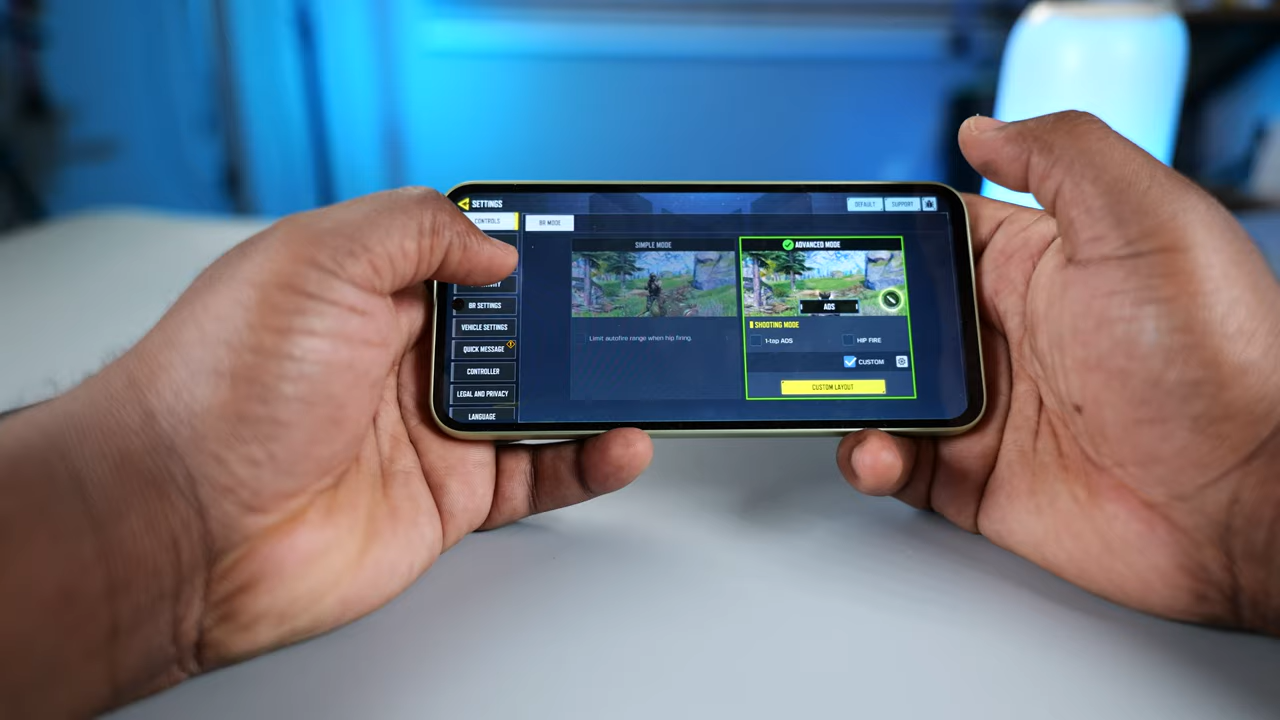 SETTINGS
DEFAULT
SUPPORT
CONTROLS
BR MODE
SIMPLE MODE
ADVANCED MODE
ADS
BR SETTINGS
VEHICLE SETTINGS
QUICK MESSAGE
CONTROLLER
LEGAL AND PRIVACY
LANGUAGE
Limit autofire range when hip firing.
SHOOTING MODE
1-tap ADS
HIP FIRE
CUSTOM
CUSTOM LAYOUT